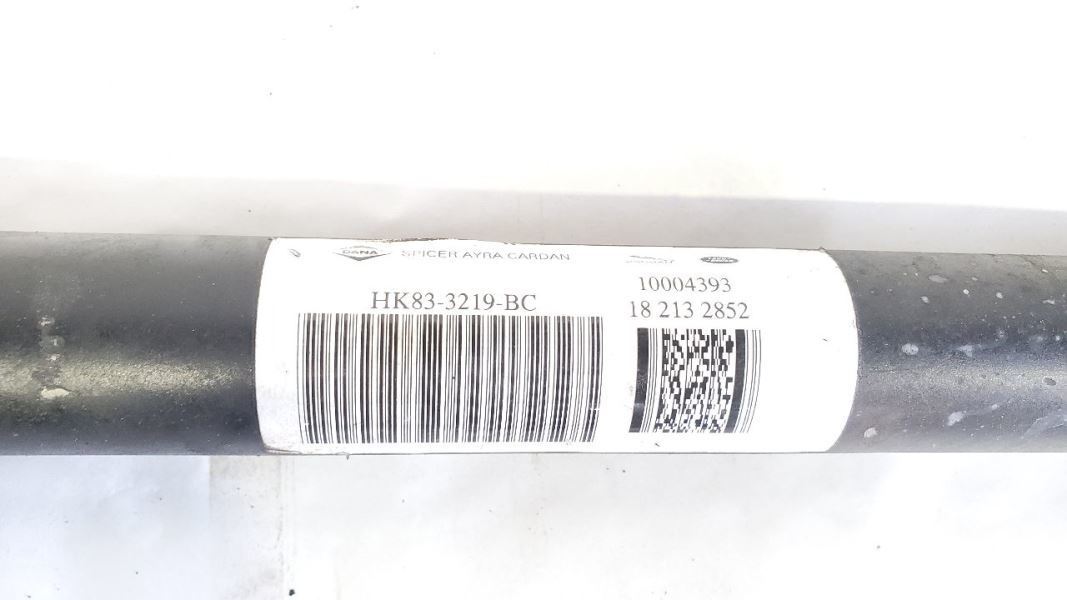 DANA SPICER AYRA CARDAN
HK83-3219-BC
10004393
18 213 2852